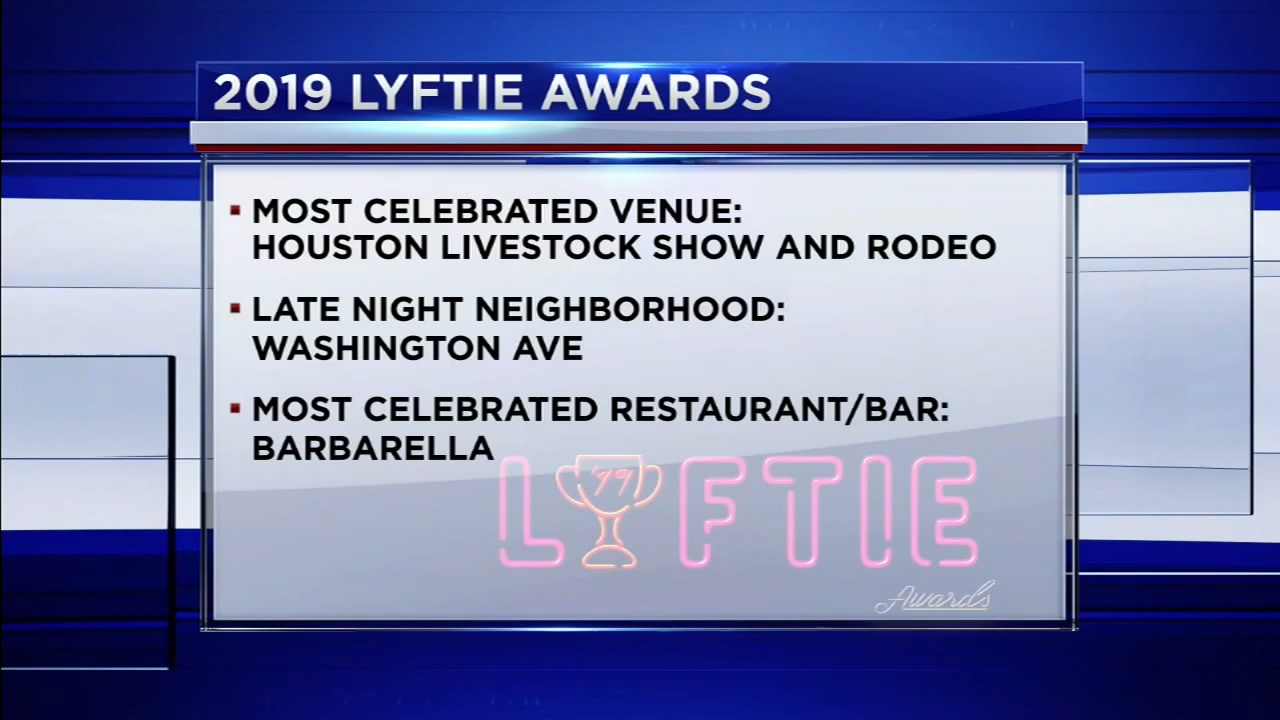 2019 LYFTIE AWARDS
▪ MOST CELEBRATED VENUE:
HOUSTON LIVESTOCK SHOW AND RODEO
▪ LATE NIGHT NEIGHBORHOOD:
WASHINGTON AVE
▪ MOST CELEBRATED RESTAURANT/BAR:
BARBARELLA
LYFTIE
Awards